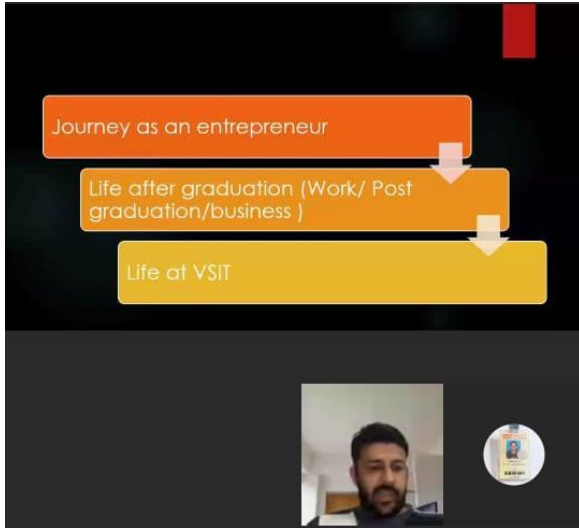 Journey as an entrepreneur
Life after graduation (Work/ Post
graduation/business )
Life at VSIT